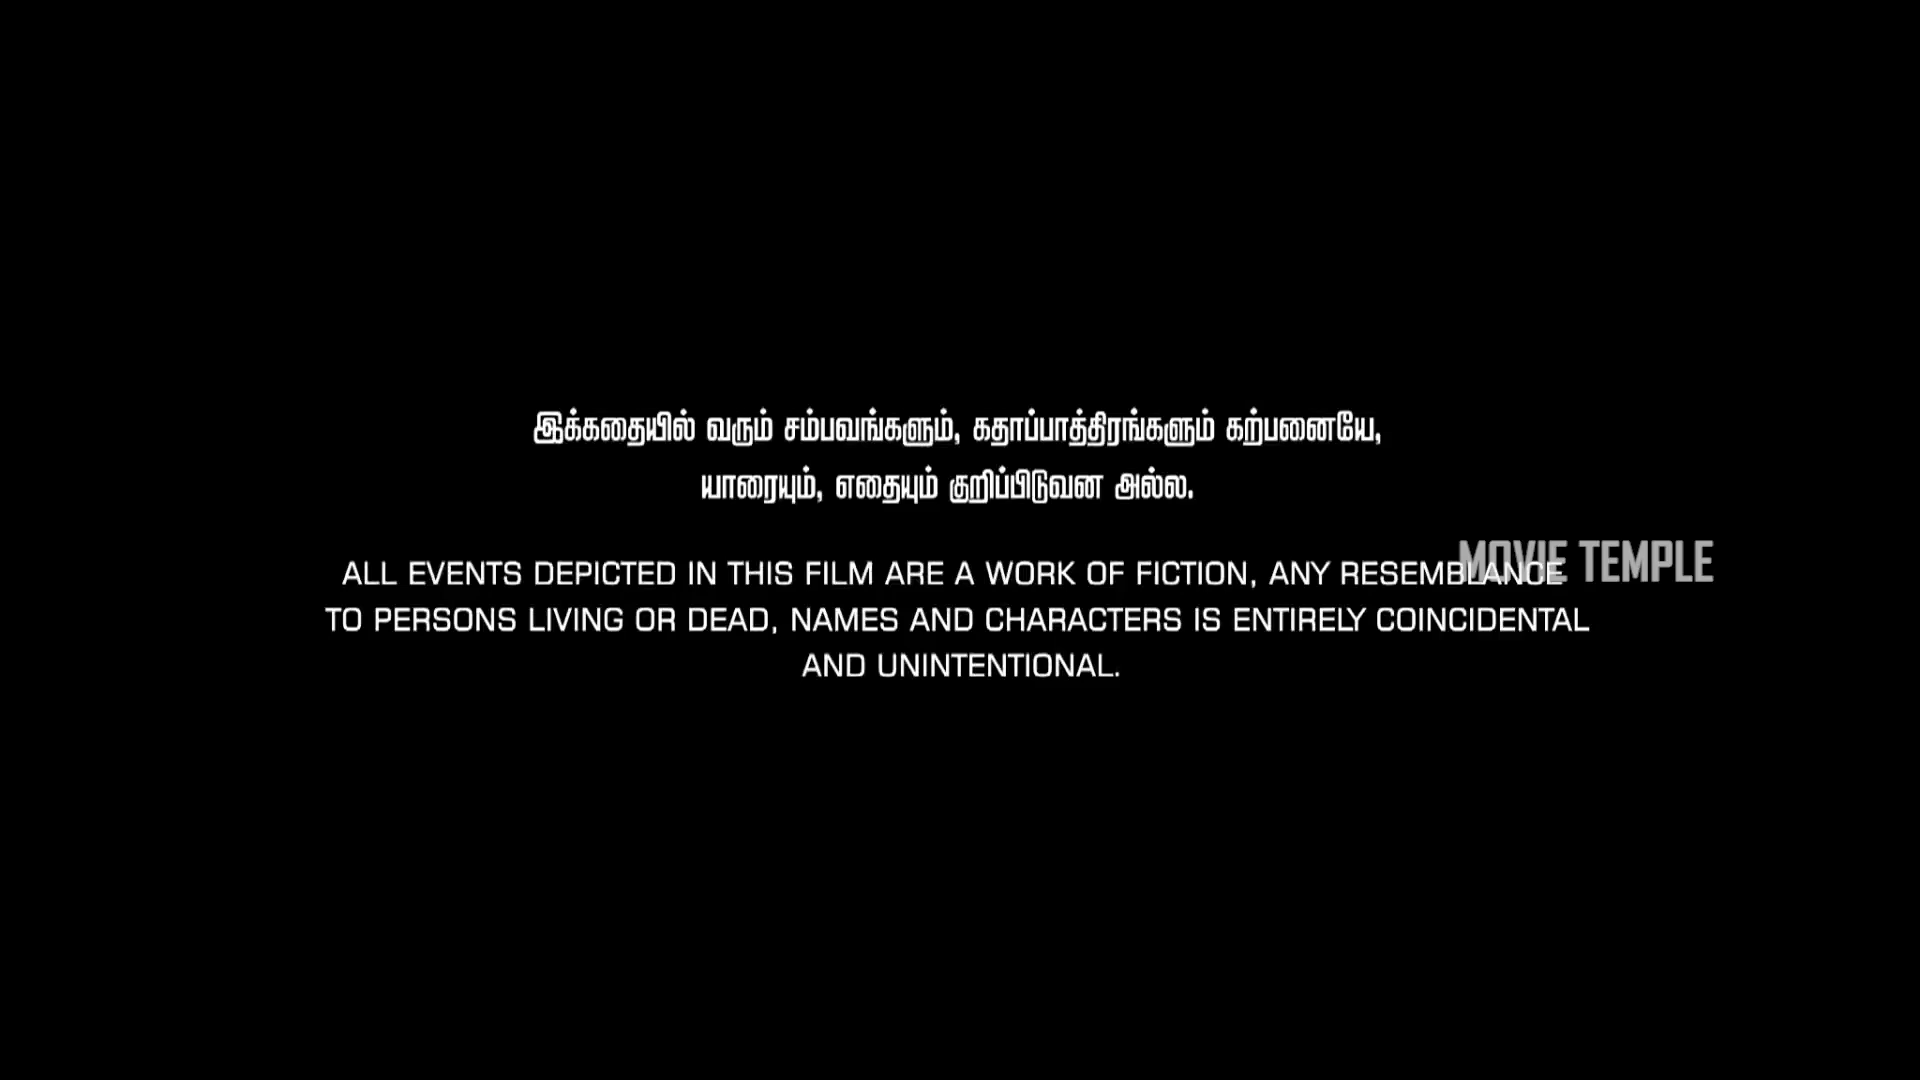 இக்கதையில் வரும் சம்பவங்களும், கதாப்பாத்திரங்களும் கற்பனையே,
யாரையும், எதையும் குறிப்பிடுவன அல்ல.
MOVIE TEMPLE
ALL EVENTS DEPICTED IN THIS FILM ARE A WORK OF FICTION, ANY RESEMBLANCE
TO PERSONS LIVING OR DEAD, NAMES AND CHARACTERS IS ENTIRELY COINCIDENTAL
AND UNINTENTIONAL.